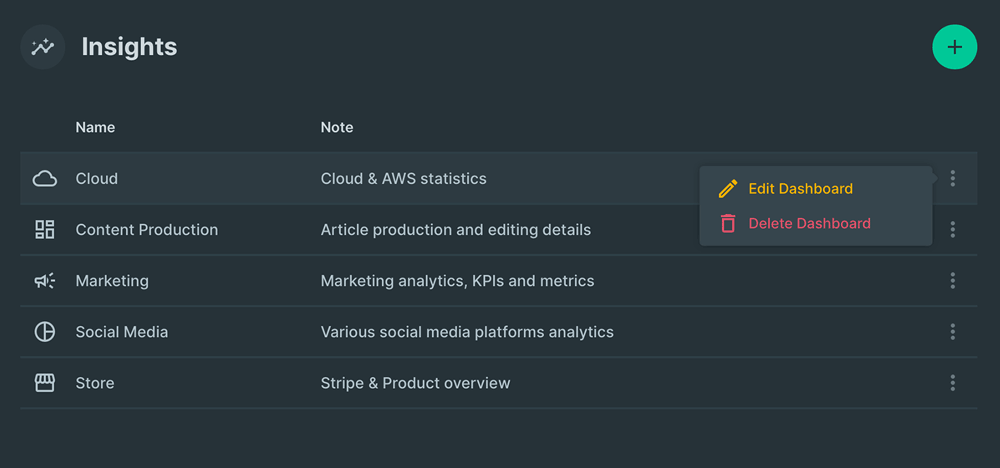 Insights
Name Note
Cloud Cloud & AWS statistics
Edit Dashboard
Delete Dashboard
Content Production Article production and editing details
Marketing Marketing analytics, KPIs and metrics
Social Media Various social media platforms analytics
Store Stripe & Product overview